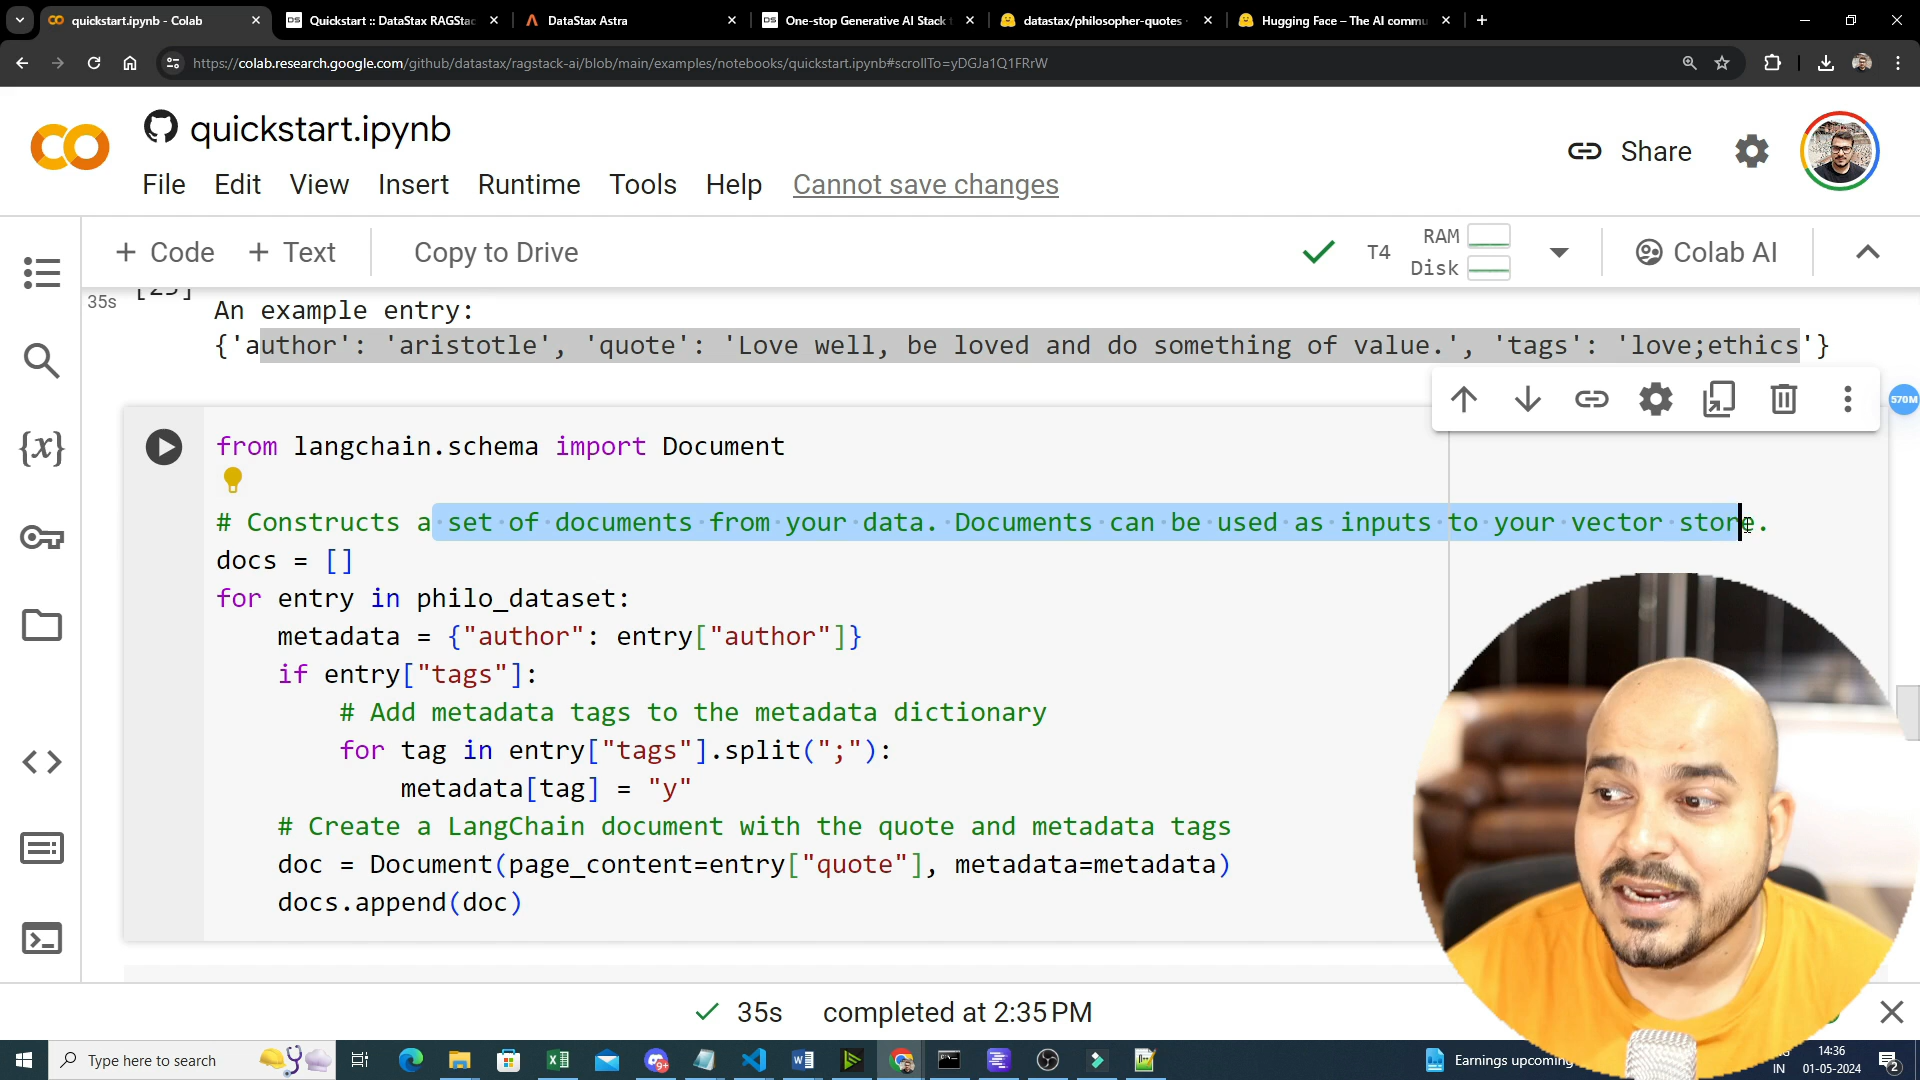 quickstart.ipynb - Colab
Quickstart :: DataStax RAGStac
DataStax Astra
One-stop Generative AI Stack
datastax/philosopher-quotes
Hugging Face – The AI commu
https://colab.research.google.com/github/datastax/ragstack-ai/blob/main/examples/notebooks/quickstart.ipynb#scrollTo=yDGJa1Q1FRrW
quickstart.ipynb
Share
File Edit View Insert Runtime Tools Help Cannot save changes
+ Code + Text Copy to Drive
T4 RAM Disk
Colab AI
35s
An example entry:
{'author': 'aristotle', 'quote': 'Love well, be loved and do something of value.', 'tags': 'love;ethics'}
570M
from langchain.schema import Document
# Constructs a set of documents from your data. Documents can be used as inputs to your vector store.
docs = []
for entry in philo_dataset:
    metadata = {"author": entry["author"]}
    if entry["tags"]:
        # Add metadata tags to the metadata dictionary
        for tag in entry["tags"].split(";"):
            metadata[tag] = "y"
    # Create a LangChain document with the quote and metadata tags
    doc = Document(page_content=entry["quote"], metadata=metadata)
    docs.append(doc)
35s completed at 2:35 PM
Type here to search
Earnings upcoming
IN
14:36
01-05-2024
2